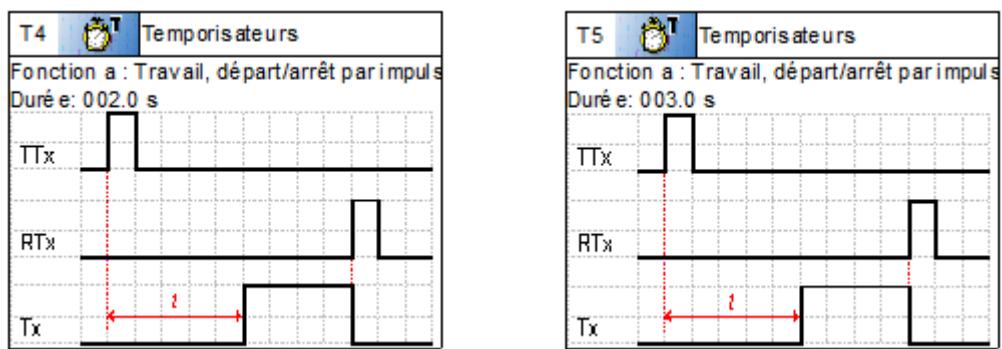 T4 T Temporisateurs
Fonction a : Travail, départ/arrêt par impuls
Durée: 002.0 s
TTx
RTx
t
Tx
T5 T Temporisateurs
Fonction a : Travail, départ/arrêt par impuls
Durée: 003.0 s
TTx
RTx
t
Tx